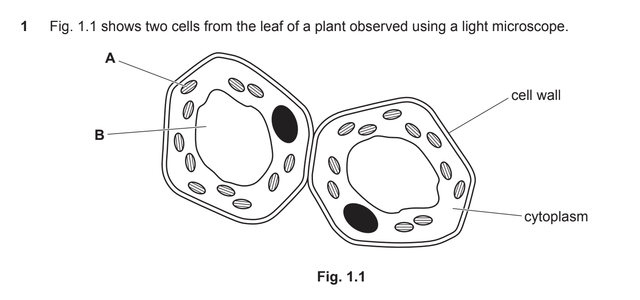 1 Fig. 1.1 shows two cells from the leaf of a plant observed using a light microscope.
A
cell wall
B
cytoplasm
Fig. 1.1